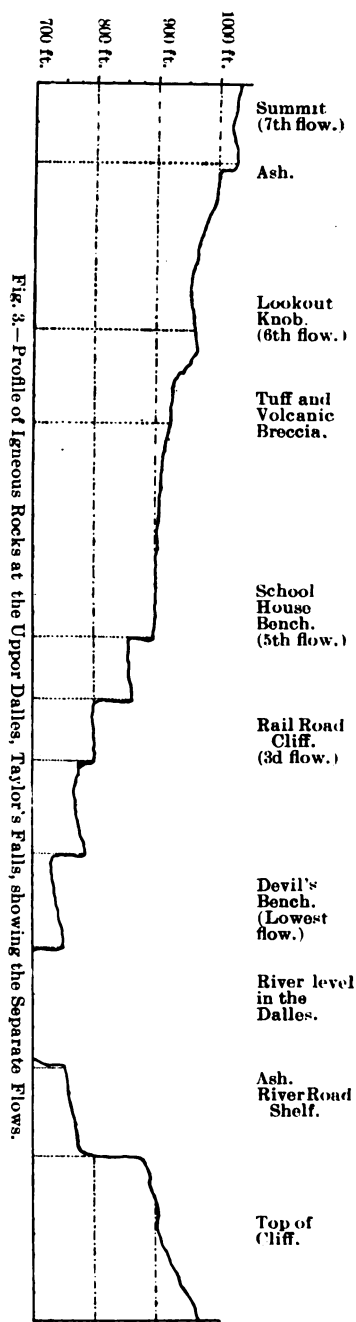 700 ft.
800 ft.
900 ft.
1000 ft.
Summit
(7th flow.)
Ash.
Lookout
Knob.
(6th flow.)
Tuff and
Volcanic
Breccia.
School
House
Bench.
(5th flow.)
Rail Road
Cliff.
(3d flow.)
Devil's
Bench.
(Lowest
flow.)
River level
in the
Dalles.
Ash.
River Road
Shelf.
Top of
Cliff.
Fig. 3.—Profile of Igneous Rocks at the Uppor Dalles, Taylor's Falls, showing the Separate Flows.